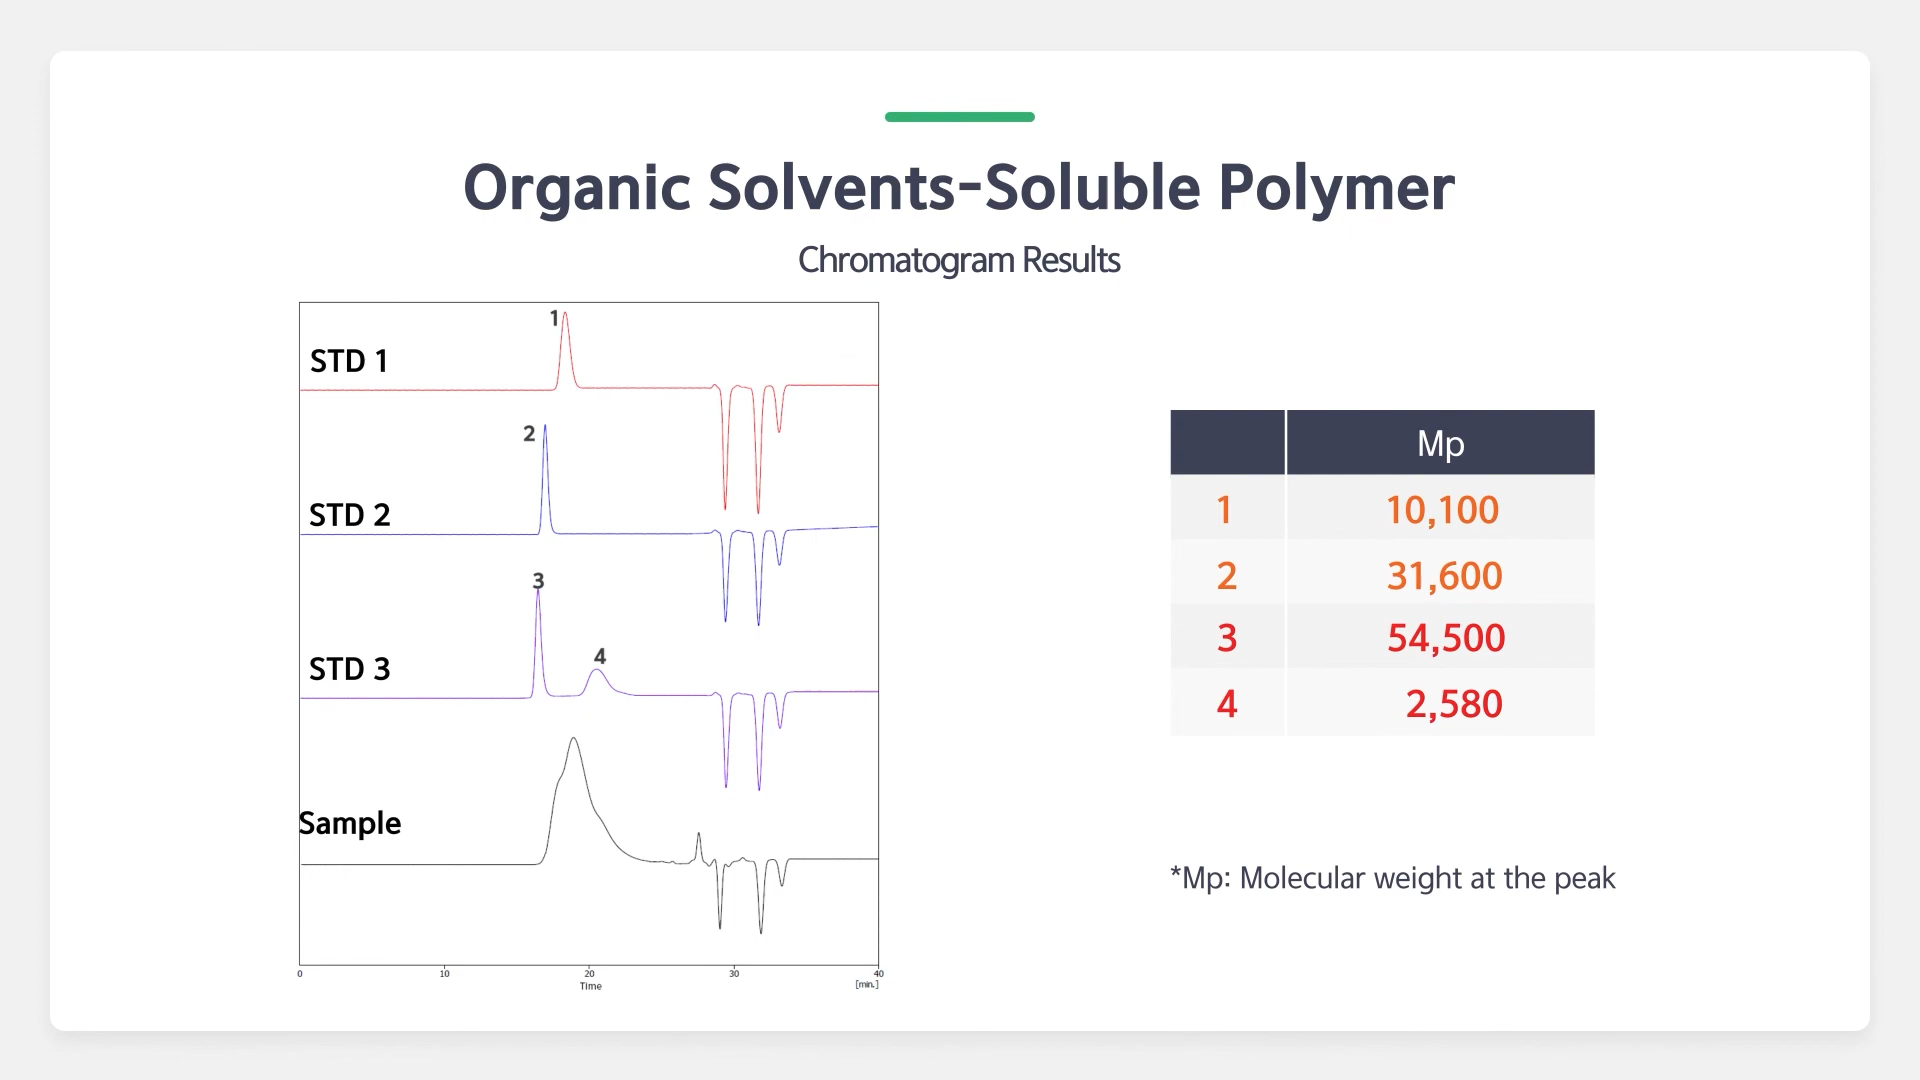 Organic Solvents-Soluble Polymer
Chromatogram Results
1
STD 1
2
STD 2
3
4
STD 3
Sample
0 10 20 30 40
Time [min.]
Mp
1 10,100
2 31,600
3 54,500
4 2,580
*Mp: Molecular weight at the peak